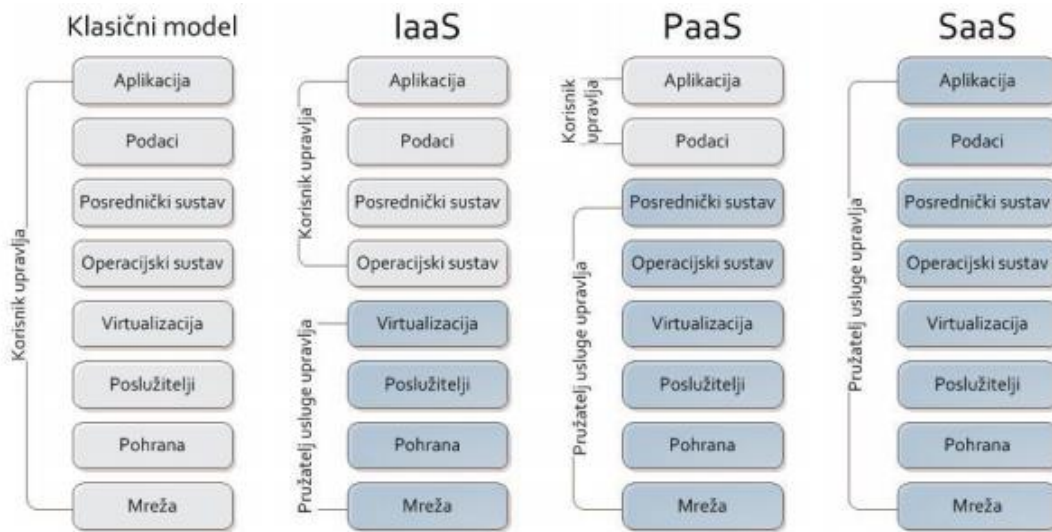 Klasični model
Korisnik upravlja
Aplikacija
Podaci
Posrednički sustav
Operacijski sustav
Virtualizacija
Poslužitelji
Pohrana
Mreža
IaaS
Korisnik upravlja
Pružatelj usluge upravlja
Aplikacija
Podaci
Posrednički sustav
Operacijski sustav
Virtualizacija
Poslužitelji
Pohrana
Mreža
PaaS
Korisnik
upravlja
Pružatelj usluge upravlja
Aplikacija
Podaci
Posrednički sustav
Operacijski sustav
Virtualizacija
Poslužitelji
Pohrana
Mreža
SaaS
Pružatelj usluge upravlja
Aplikacija
Podaci
Posrednički sustav
Operacijski sustav
Virtualizacija
Poslužitelji
Pohrana
Mreža